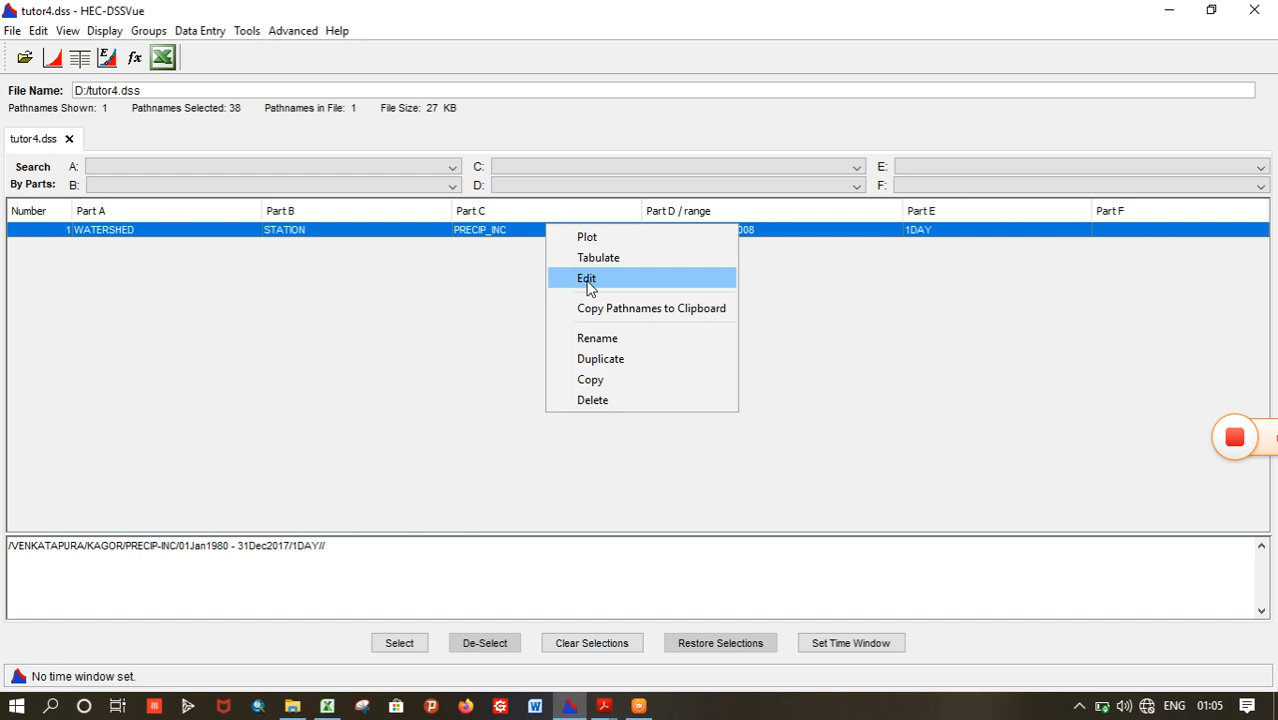 tutor4.dss - HEC-DSSVue
File Edit View Display Groups Data Entry Tools Advanced Help
E fx
File Name: D:/tutor4.dss
Pathnames Shown: 1 Pathnames Selected: 38 Pathnames in File: 1 File Size: 27 KB
tutor4.dss
Search A: C: E:
By Parts: B: D: F:
Number Part A Part B Part C Part D / range Part E Part F
1 WATERSHED STATION PRECIP_INC 008 1DAY
Plot
Tabulate
Edit
Copy Pathnames to Clipboard
Rename
Duplicate
Copy
Delete
/VENKATAPURA/KAGOR/PRECIP-INC/01Jan1980 - 31Dec2017/1DAY//
Select De-Select Clear Selections Restore Selections Set Time Window
No time window set.
ENG 01:05